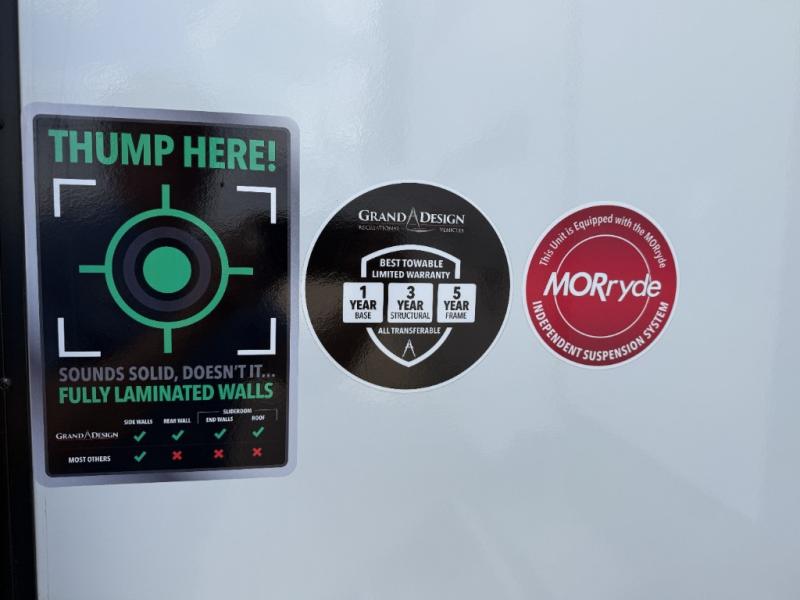 THUMP HERE!
SOUNDS SOLID, DOESN'T IT...
FULLY LAMINATED WALLS
SLIDEROOM
SIDE WALLS REAR WALL END WALLS ROOF
GRAND DESIGN
MOST OTHERS
GRAND DESIGN
RECREATIONAL VEHICLES
BEST TOWABLE
LIMITED WARRANTY
1 YEAR BASE
3 YEAR STRUCTURAL
5 YEAR FRAME
ALL TRANSFERABLE
This Unit is Equipped with the MORryde
MORryde
INDEPENDENT SUSPENSION SYSTEM